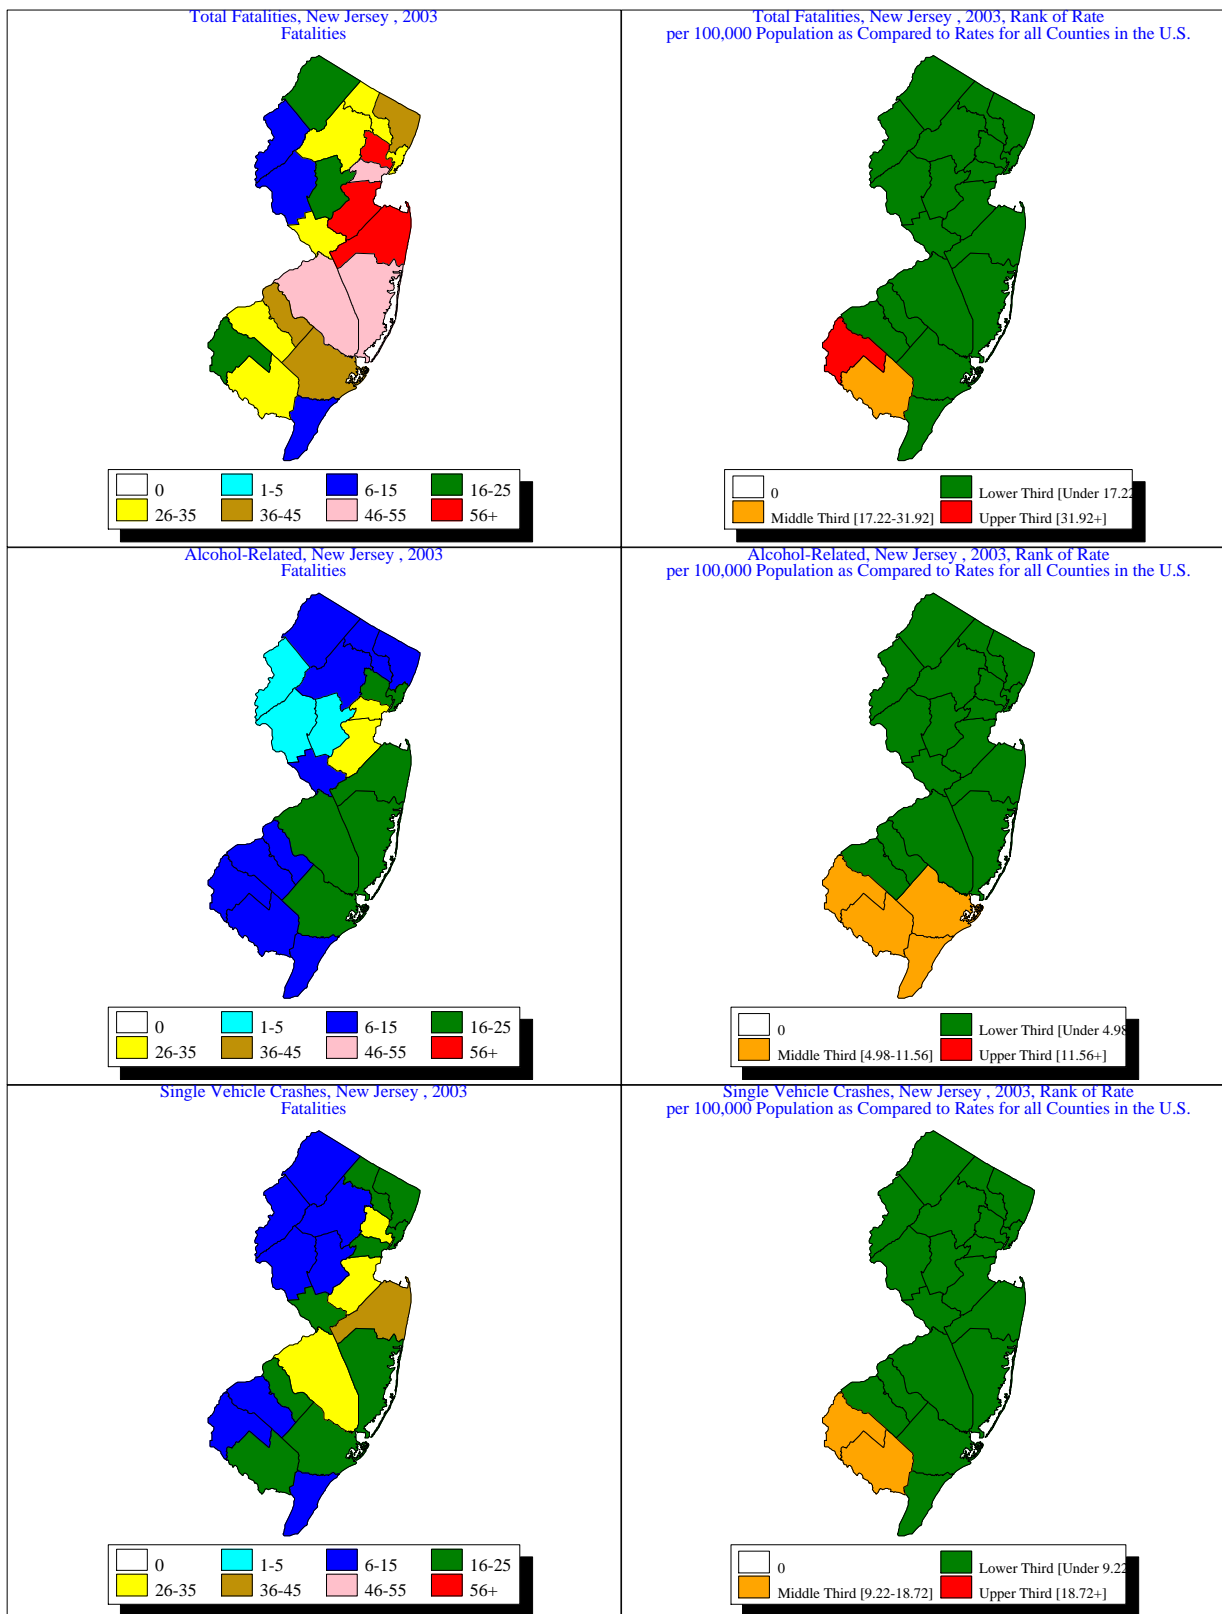 Total Fatalities, New Jersey , 2003
Fatalities
0
1-5
6-15
16-25
26-35
36-45
46-55
56+
Total Fatalities, New Jersey , 2003, Rank of Rate
per 100,000 Population as Compared to Rates for all Counties in the U.S.
0
Lower Third [Under 17.22
Middle Third [17.22-31.92]
Upper Third [31.92+]
Alcohol-Related, New Jersey , 2003
Fatalities
0
1-5
6-15
16-25
26-35
36-45
46-55
56+
Alcohol-Related, New Jersey , 2003, Rank of Rate
per 100,000 Population as Compared to Rates for all Counties in the U.S.
0
Lower Third [Under 4.98
Middle Third [4.98-11.56]
Upper Third [11.56+]
Single Vehicle Crashes, New Jersey , 2003
Fatalities
0
1-5
6-15
16-25
26-35
36-45
46-55
56+
Single Vehicle Crashes, New Jersey , 2003, Rank of Rate
per 100,000 Population as Compared to Rates for all Counties in the U.S.
0
Lower Third [Under 9.22
Middle Third [9.22-18.72]
Upper Third [18.72+]